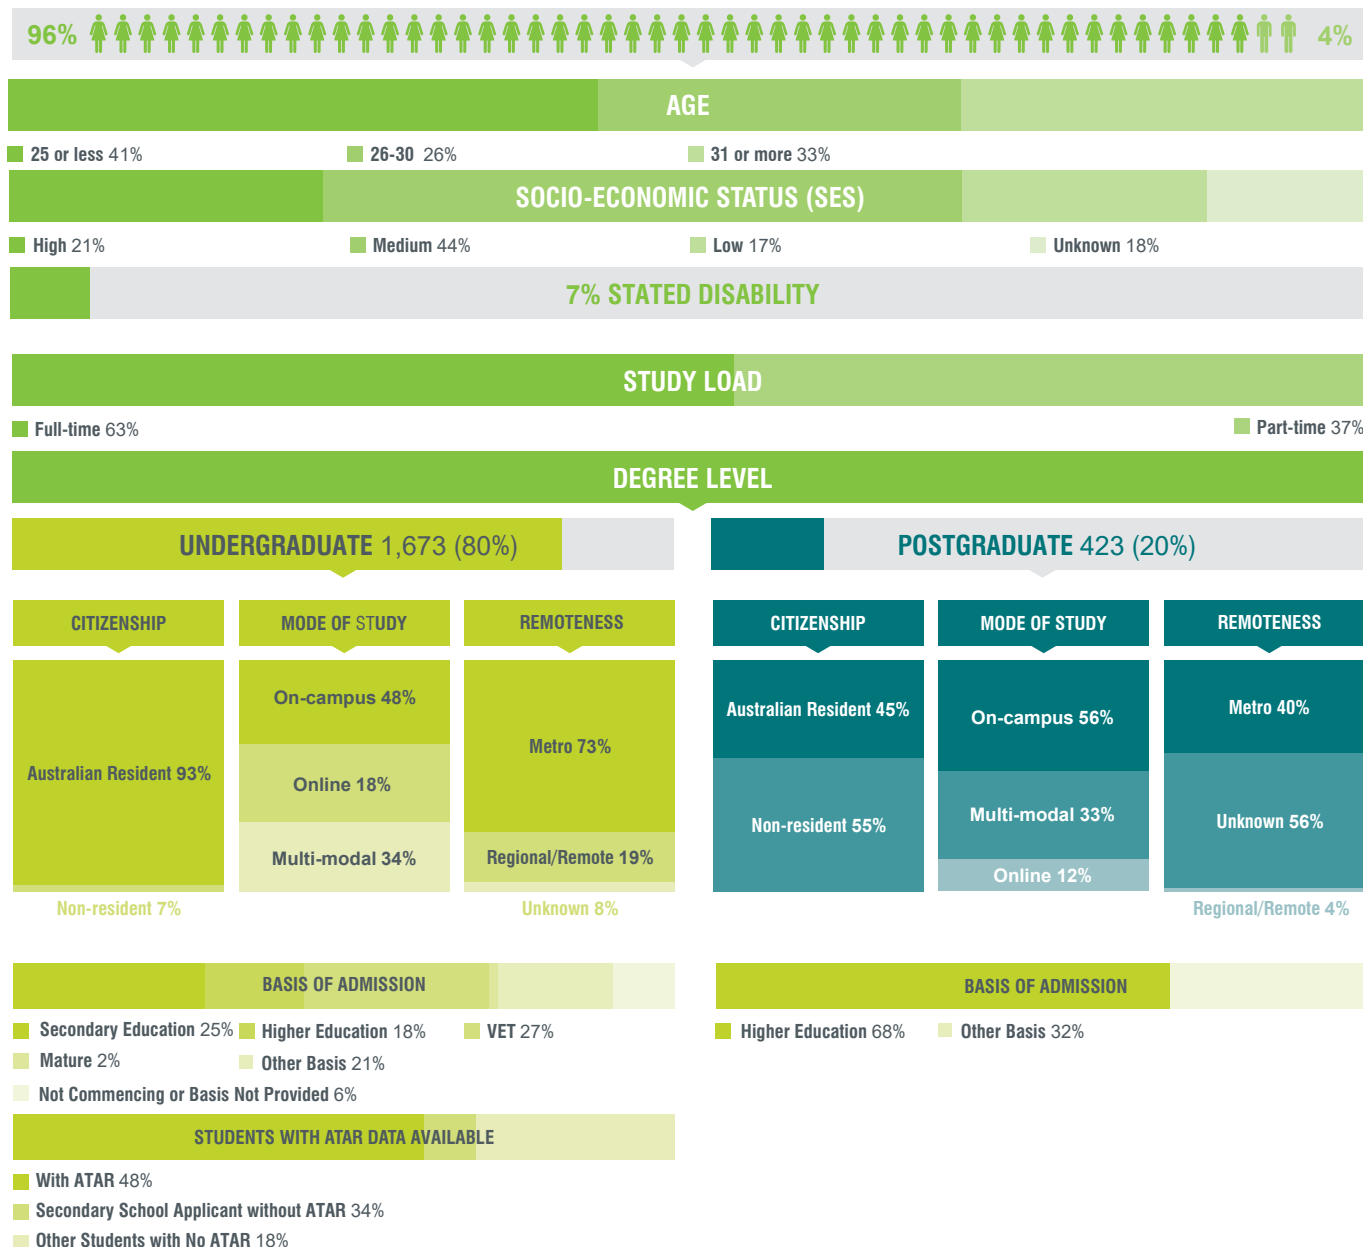 96% 4%
AGE
25 or less 41% 26-30 26% 31 or more 33%
SOCIO-ECONOMIC STATUS (SES)
High 21% Medium 44% Low 17% Unknown 18%
7% STATED DISABILITY
STUDY LOAD
Full-time 63% Part-time 37%
DEGREE LEVEL
UNDERGRADUATE 1,673 (80%)
CITIZENSHIP MODE OF STUDY REMOTENESS
Australian Resident 93%
Non-resident 7%
On-campus 48%
Online 18%
Multi-modal 34%
Metro 73%
Regional/Remote 19%
Unknown 8%
BASIS OF ADMISSION
Secondary Education 25% Higher Education 18% VET 27%
Mature 2% Other Basis 21%
Not Commencing or Basis Not Provided 6%
STUDENTS WITH ATAR DATA AVAILABLE
With ATAR 48%
Secondary School Applicant without ATAR 34%
Other Students with No ATAR 18%
POSTGRADUATE 423 (20%)
CITIZENSHIP MODE OF STUDY REMOTENESS
Australian Resident 45%
Non-resident 55%
On-campus 56%
Multi-modal 33%
Online 12%
Metro 40%
Unknown 56%
Regional/Remote 4%
BASIS OF ADMISSION
Higher Education 68% Other Basis 32%